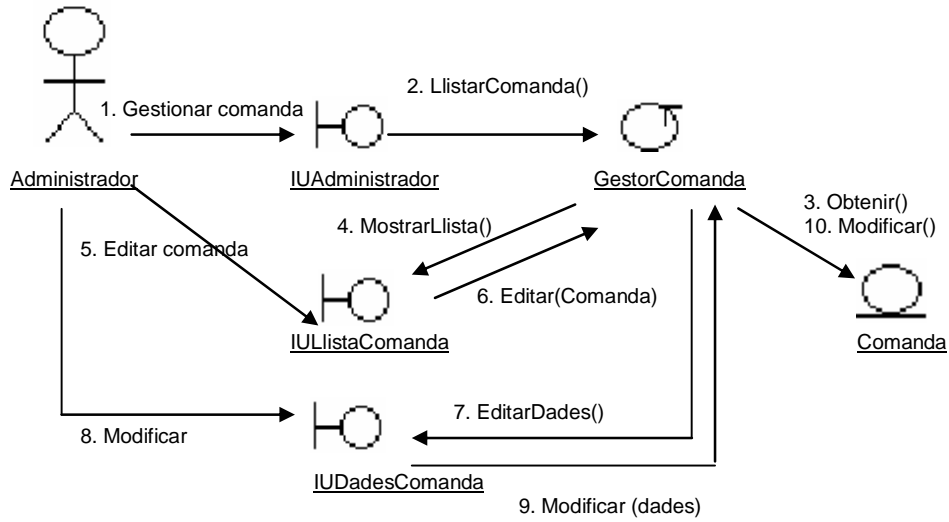 2. LlistarComanda()
1. Gestionar comanda
Administrador
IUAdministrador
GestorComanda
3. Obtenir()
10. Modificar()
4. MostrarLlista()
5. Editar comanda
6. Editar(Comanda)
IULlistaComanda
Comanda
7. EditarDades()
8. Modificar
IUDadesComanda
9. Modificar (dades)